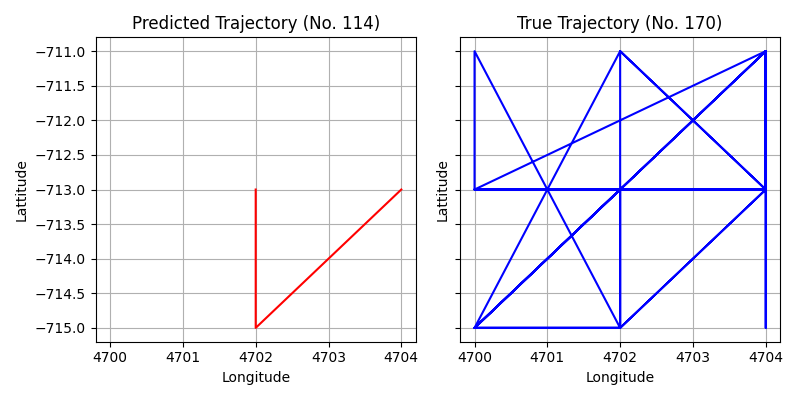 Predicted Trajectory (No. 114)
Lattitude
−711.0
−711.5
−712.0
−712.5
−713.0
−713.5
−714.0
−714.5
−715.0
4700 4701 4702 4703 4704
Longitude
True Trajectory (No. 170)
Lattitude
4700 4701 4702 4703 4704
Longitude